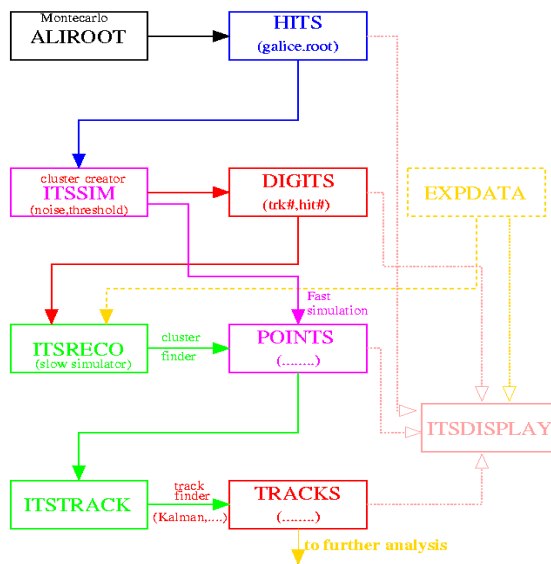 Montecarlo
ALIROOT
HITS
(galice.root)
cluster creator
ITSSIM
(noise,threshold)
DIGITS
(trk#,hit#)
EXPDATA
Fast
simulation
ITSRECO
(slow simulator)
cluster
finder
POINTS
(........)
ITSDISPLAY
ITSTRACK
track
finder
(Kalman,....)
TRACKS
(........)
to further analysis